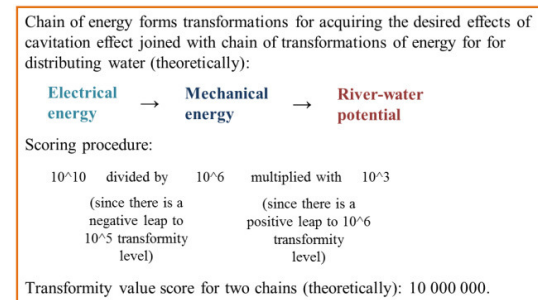 Chain of energy forms transformations for acquiring the desired effects of
cavitation effect joined with chain of transformations of energy for for
distributing water (theoretically):
Electrical energy → Mechanical energy → River-water potential
Scoring procedure:
10^10 divided by 10^6 multiplied with 10^3
(since there is a negative leap to 10^5 transformity level)
(since there is a positive leap to 10^6 transformity level)
Transformity value score for two chains (theoretically): 10 000 000.